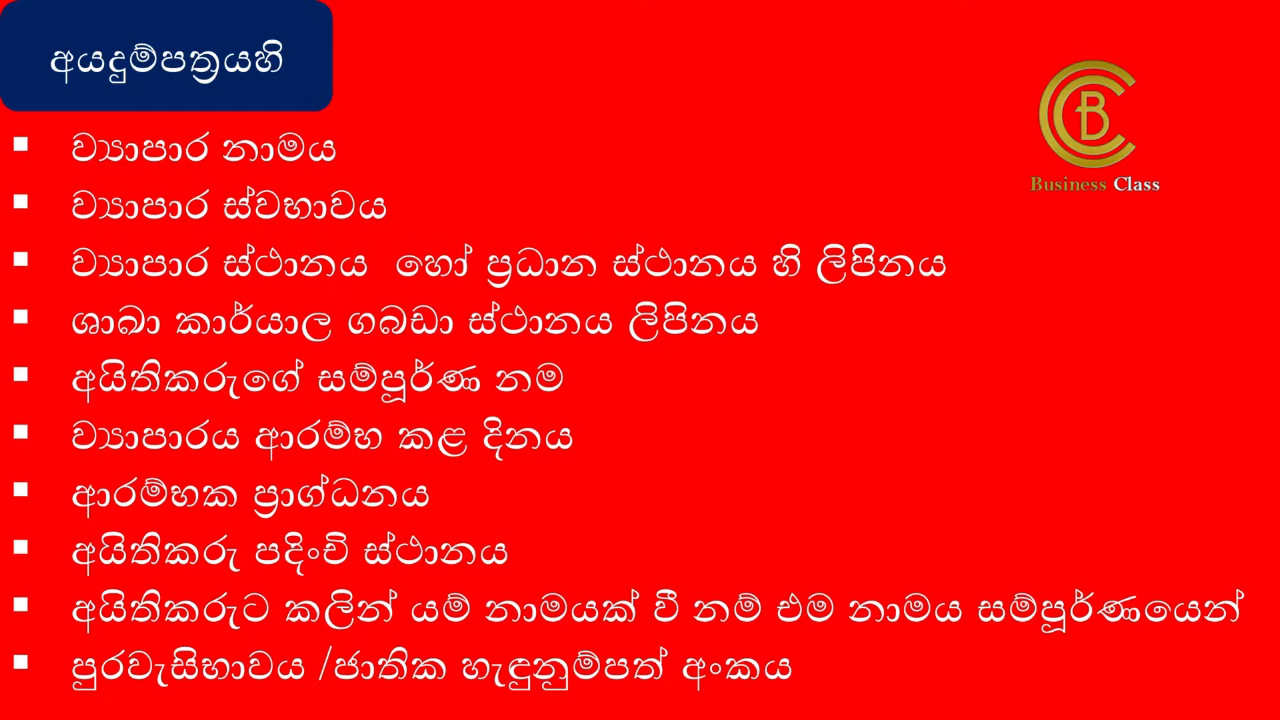 අයදුම්පත්‍රයහි
ව්‍යාපාර නාමය
ව්‍යාපාර ස්වභාවය
ව්‍යාපාර ස්ථානය හෝ ප්‍රධාන ස්ථානය හි ලිපිනය
ශාඛා කාර්යාල ගබඩා ස්ථානය ලිපිනය
අයිතිකරුගේ සම්පූර්ණ නම
ව්‍යාපාරය ආරම්භ කළ දිනය
ආරම්භක ප්‍රාග්ධනය
අයිතිකරු පදිංචි ස්ථානය
අයිතිකරුට කලින් යම් නාමයක් වී නම් එම නාමය සම්පූර්ණයෙන්
පුරවැසිභාවය /ජාතික හැඳුනුම්පත් අංකය
CBC
Business Class